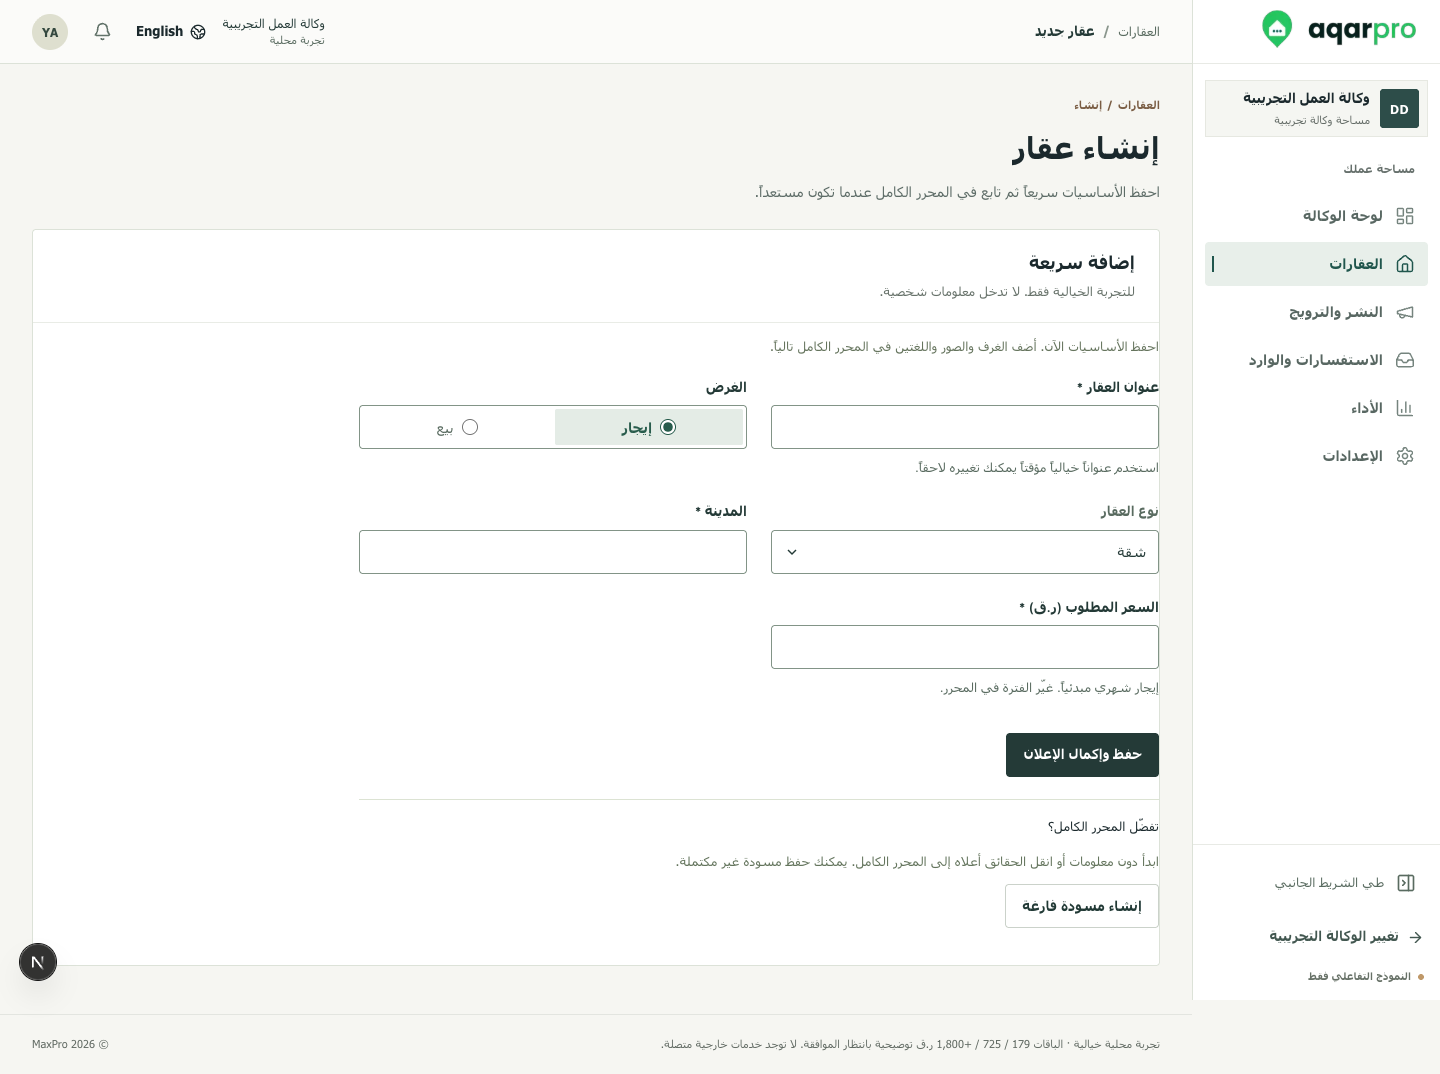 aqarpro
DD
وكالة العمل التجريبية
مساحة وكالة تجريبية
مساحة عملك
لوحة الوكالة
العقارات
النشر والترويج
الاستفسارات والوارد
الأداء
الإعدادات
طي الشريط الجانبي
تغيير الوكالة التجريبية
النموذج التفاعلي فقط
العقارات / عقار جديد
وكالة العمل التجريبية
تجربة محلية
English
YA
العقارات / إنشاء
إنشاء عقار
احفظ الأساسيات سريعاً ثم تابع في المحرر الكامل عندما تكون مستعداً.
إضافة سريعة
للتجربة الخيالية فقط. لا تدخل معلومات شخصية.
احفظ الأساسيات الآن. أضف الغرف والصور واللغتين في المحرر الكامل تالياً.
عنوان العقار *
الغرض
إيجار
بيع
استخدم عنواناً خيالياً مؤقتاً يمكنك تغييره لاحقاً.
نوع العقار
المدينة *
شقة
السعر المطلوب (ر.ق) *
إيجار شهري مبدئياً. غيّر الفترة في المحرر.
حفظ وإكمال الإعلان
تفضّل المحرر الكامل؟
ابدأ دون معلومات أو انقل الحقائق أعلاه إلى المحرر الكامل. يمكنك حفظ مسودة غير مكتملة.
إنشاء مسودة فارغة
N
تجربة محلية خيالية · الباقات 179 / 725 / +1,800 ر.ق توضيحية بانتظار الموافقة. لا توجد خدمات خارجية متصلة.
© 2026 MaxPro